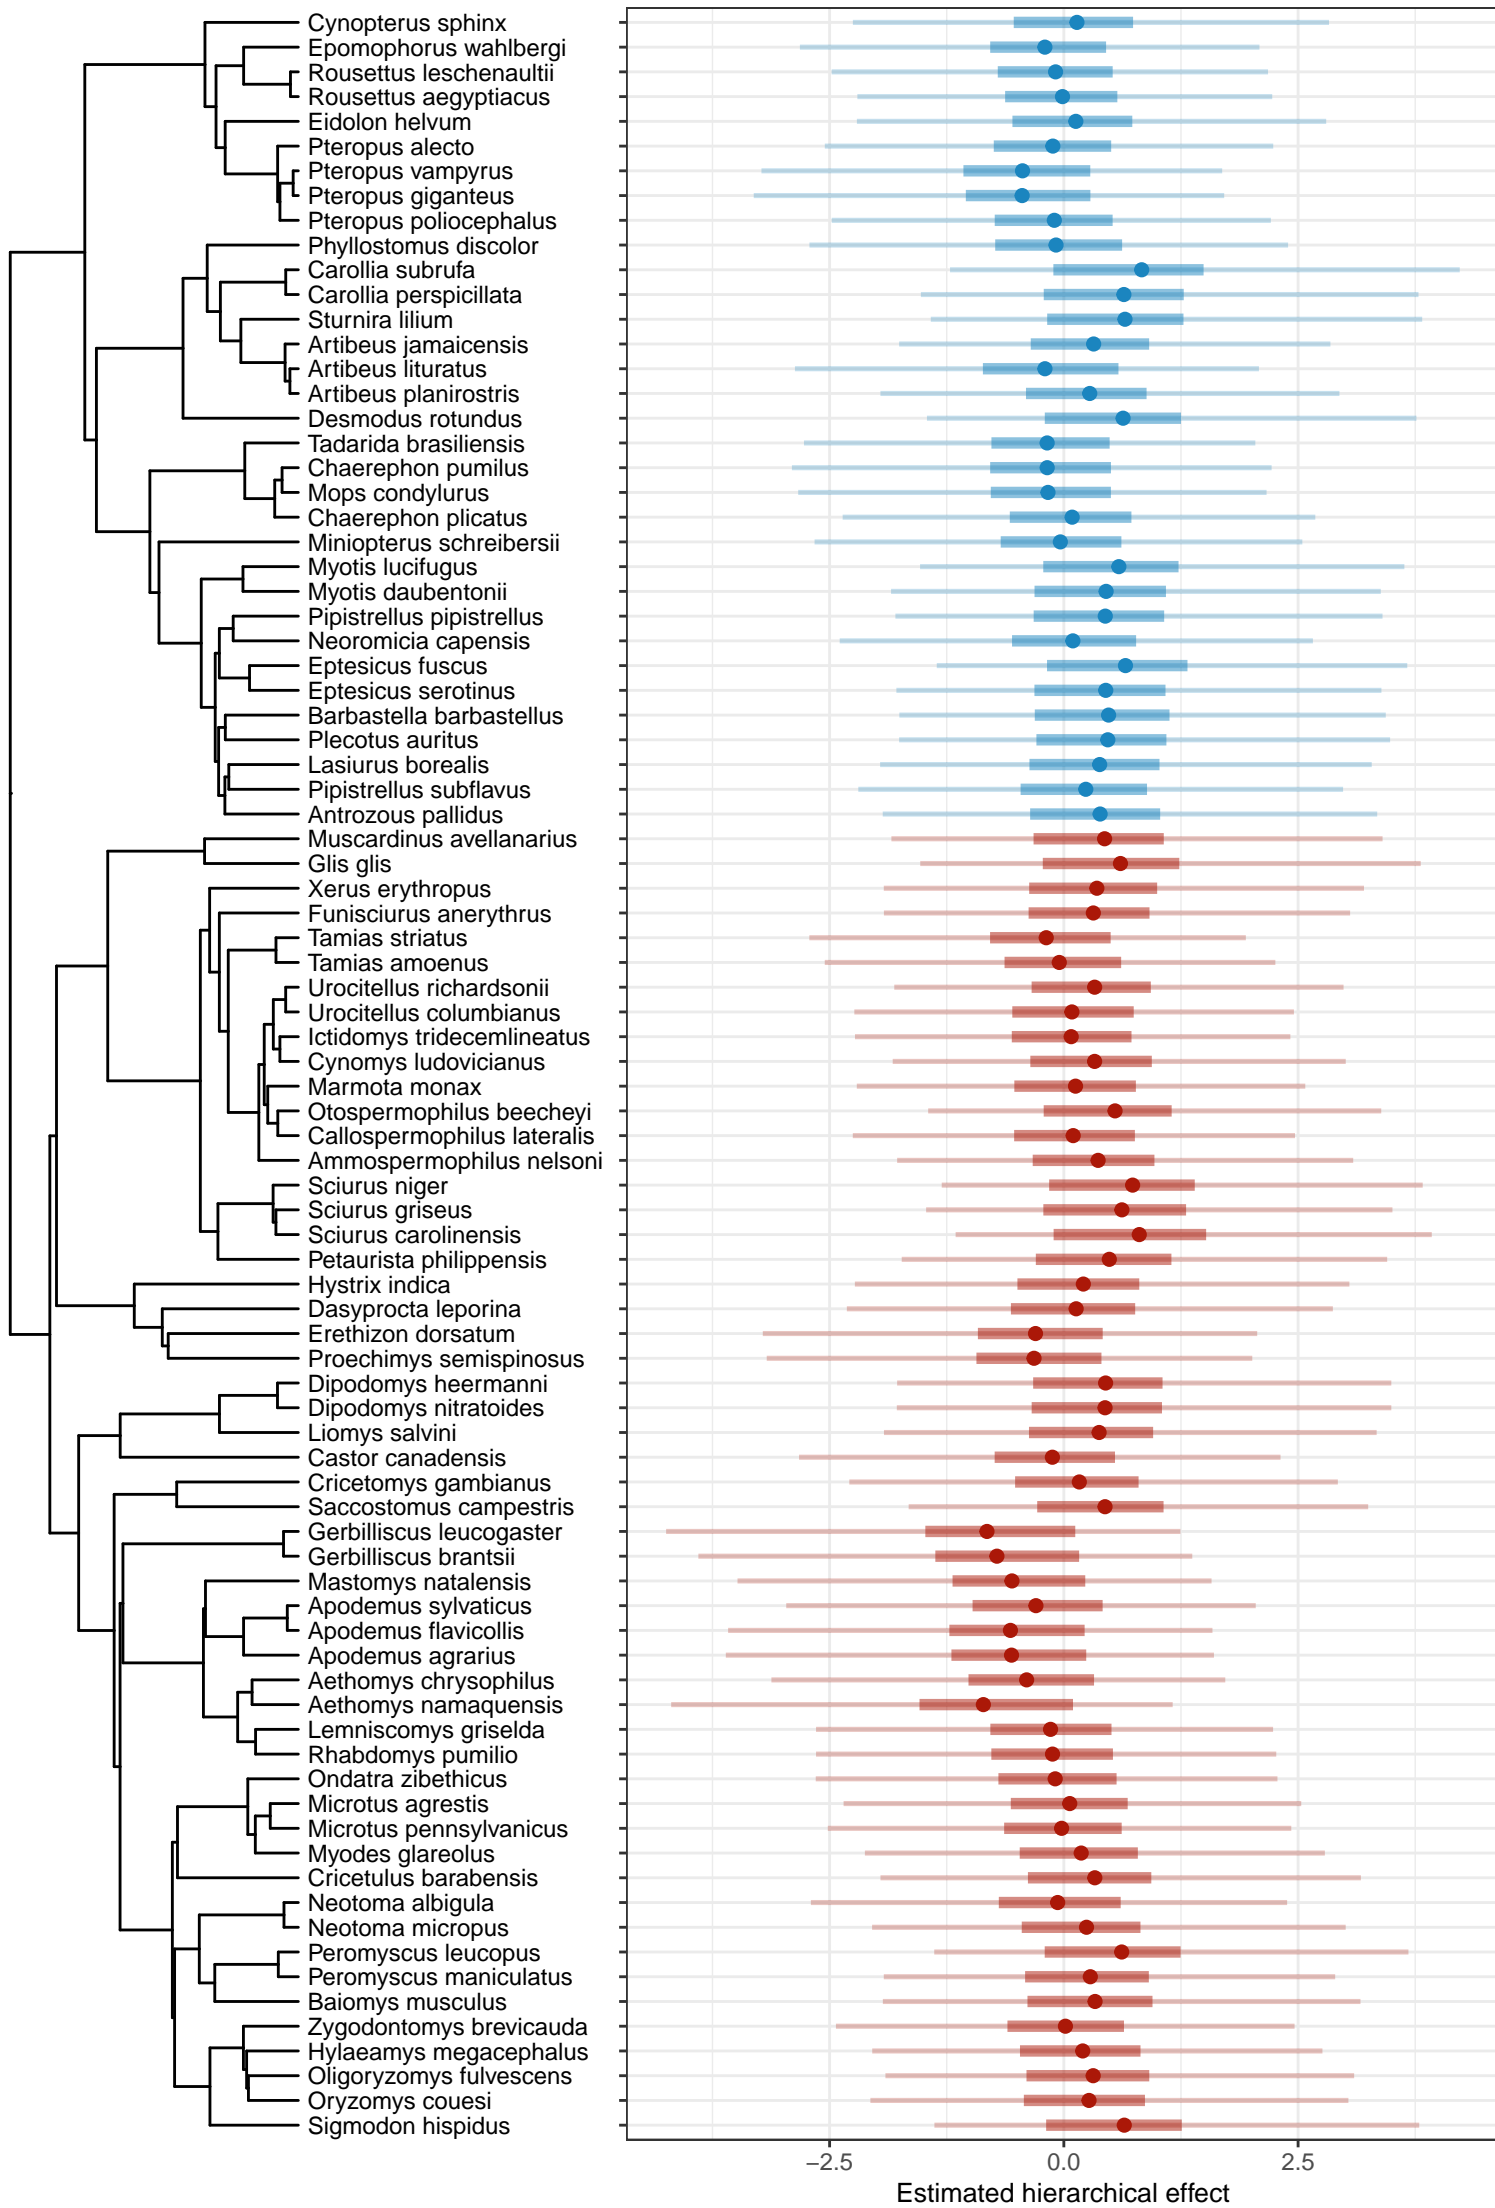 Cynopterus sphinx
Epomophorus wahlbergi
Rousettus leschenaultii
Rousettus aegyptiacus
Eidolon helvum
Pteropus alecto
Pteropus vampyrus
Pteropus giganteus
Pteropus poliocephalus
Phyllostomus discolor
Carollia subrufa
Carollia perspicillata
Sturnira lilium
Artibeus jamaicensis
Artibeus lituratus
Artibeus planirostris
Desmodus rotundus
Tadarida brasiliensis
Chaerephon pumilus
Mops condylurus
Chaerephon plicatus
Miniopterus schreibersii
Myotis lucifugus
Myotis daubentonii
Pipistrellus pipistrellus
Neoromicia capensis
Eptesicus fuscus
Eptesicus serotinus
Barbastella barbastellus
Plecotus auritus
Lasiurus borealis
Pipistrellus subflavus
Antrozous pallidus
Muscardinus avellanarius
Glis glis
Xerus erythropus
Funisciurus anerythrus
Tamias striatus
Tamias amoenus
Urocitellus richardsonii
Urocitellus columbianus
Ictidomys tridecemlineatus
Cynomys ludovicianus
Marmota monax
Otospermophilus beecheyi
Callospermophilus lateralis
Ammospermophilus nelsoni
Sciurus niger
Sciurus griseus
Sciurus carolinensis
Petaurista philippensis
Hystrix indica
Dasyprocta leporina
Erethizon dorsatum
Proechimys semispinosus
Dipodomys heermanni
Dipodomys nitratoides
Liomys salvini
Castor canadensis
Cricetomys gambianus
Saccostomus campestris
Gerbilliscus leucogaster
Gerbilliscus brantsii
Mastomys natalensis
Apodemus sylvaticus
Apodemus flavicollis
Apodemus agrarius
Aethomys chrysophilus
Aethomys namaquensis
Lemniscomys griselda
Rhabdomys pumilio
Ondatra zibethicus
Microtus agrestis
Microtus pennsylvanicus
Myodes glareolus
Cricetulus barabensis
Neotoma albigula
Neotoma micropus
Peromyscus leucopus
Peromyscus maniculatus
Baiomys musculus
Zygodontomys brevicauda
Hylaeamys megacephalus
Oligoryzomys fulvescens
Oryzomys couesi
Sigmodon hispidus
−2.5 0.0 2.5
Estimated hierarchical effect